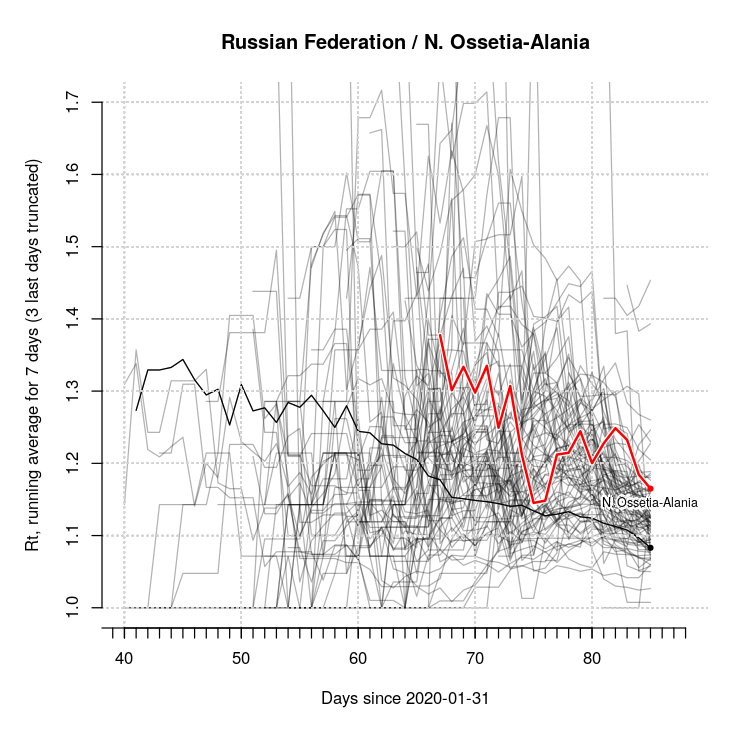 Russian Federation / N. Ossetia-Alania
Rt, running average for 7 days (3 last days truncated)
1.7
1.6
1.5
1.4
1.3
1.2
1.1
1.0
N. Ossetia-Alania
40 50 60 70 80
Days since 2020-01-31